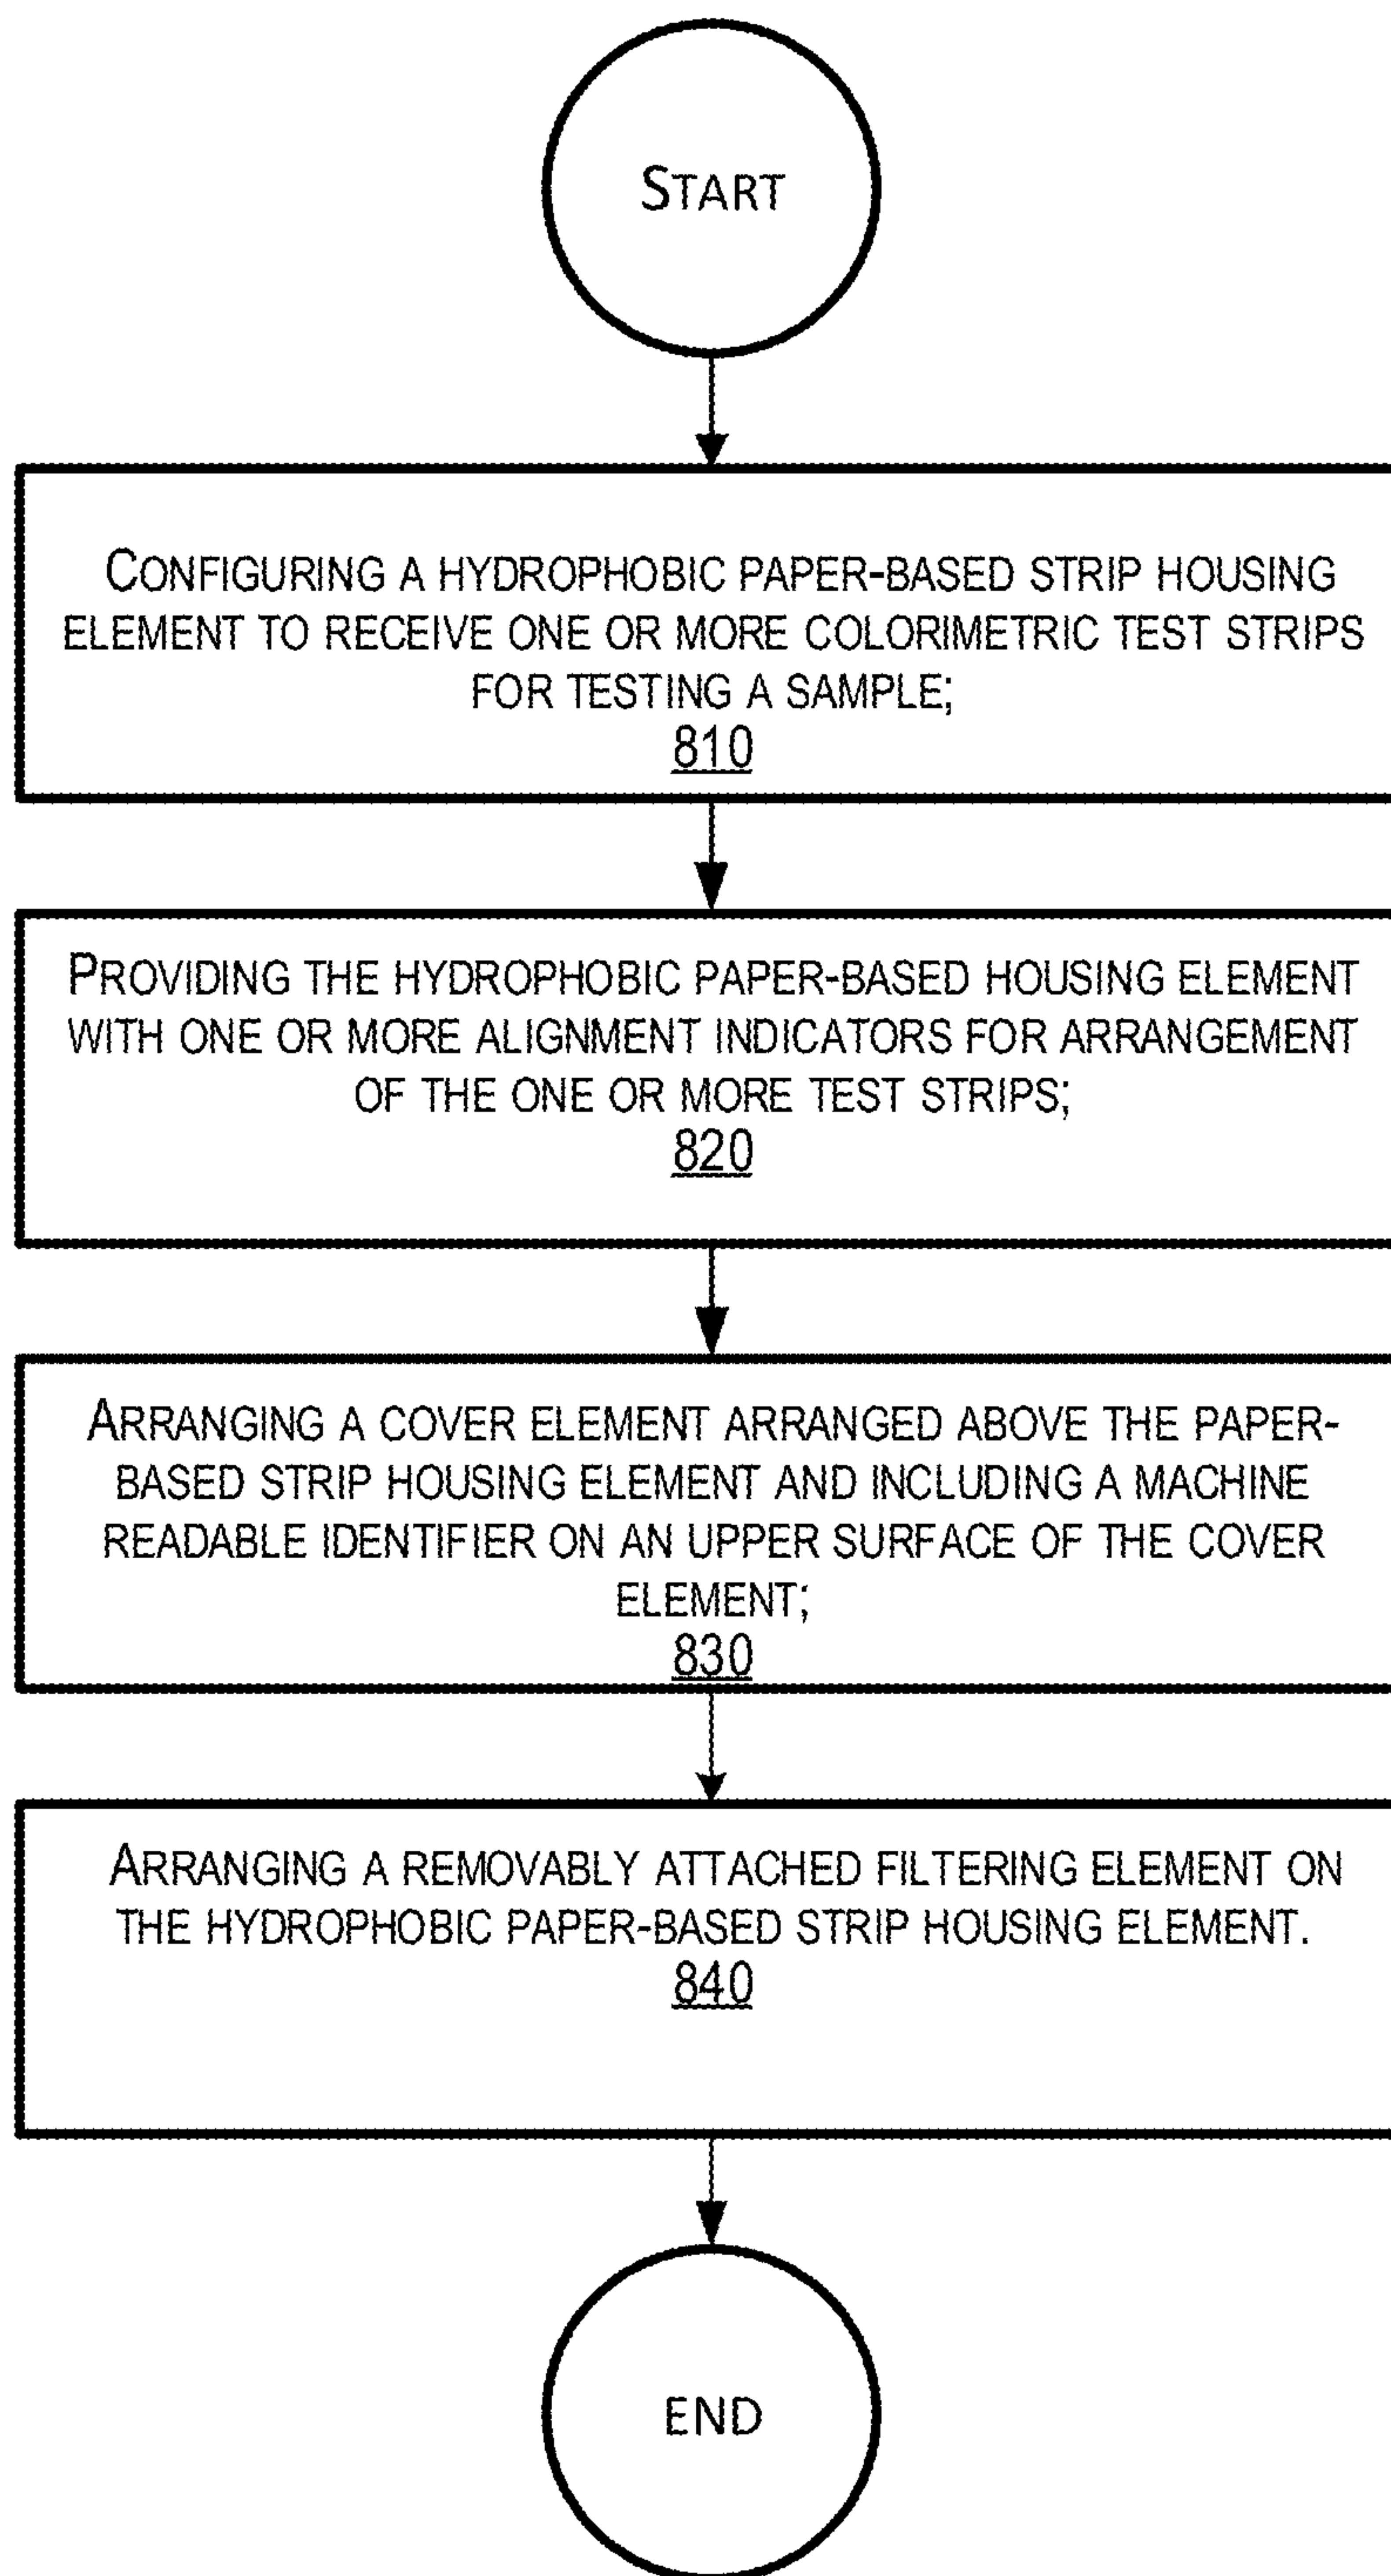 START
CONFIGURING A HYDROPHOBIC PAPER-BASED STRIP HOUSING
ELEMENT TO RECEIVE ONE OR MORE COLORIMETRIC TEST STRIPS
FOR TESTING A SAMPLE;
810
PROVIDING THE HYDROPHOBIC PAPER-BASED HOUSING ELEMENT
WITH ONE OR MORE ALIGNMENT INDICATORS FOR ARRANGEMENT
OF THE ONE OR MORE TEST STRIPS;
820
ARRANGING A COVER ELEMENT ARRANGED ABOVE THE PAPER-
BASED STRIP HOUSING ELEMENT AND INCLUDING A MACHINE
READABLE IDENTIFIER ON AN UPPER SURFACE OF THE COVER
ELEMENT;
830
ARRANGING A REMOVABLY ATTACHED FILTERING ELEMENT ON
THE HYDROPHOBIC PAPER-BASED STRIP HOUSING ELEMENT.
840
END